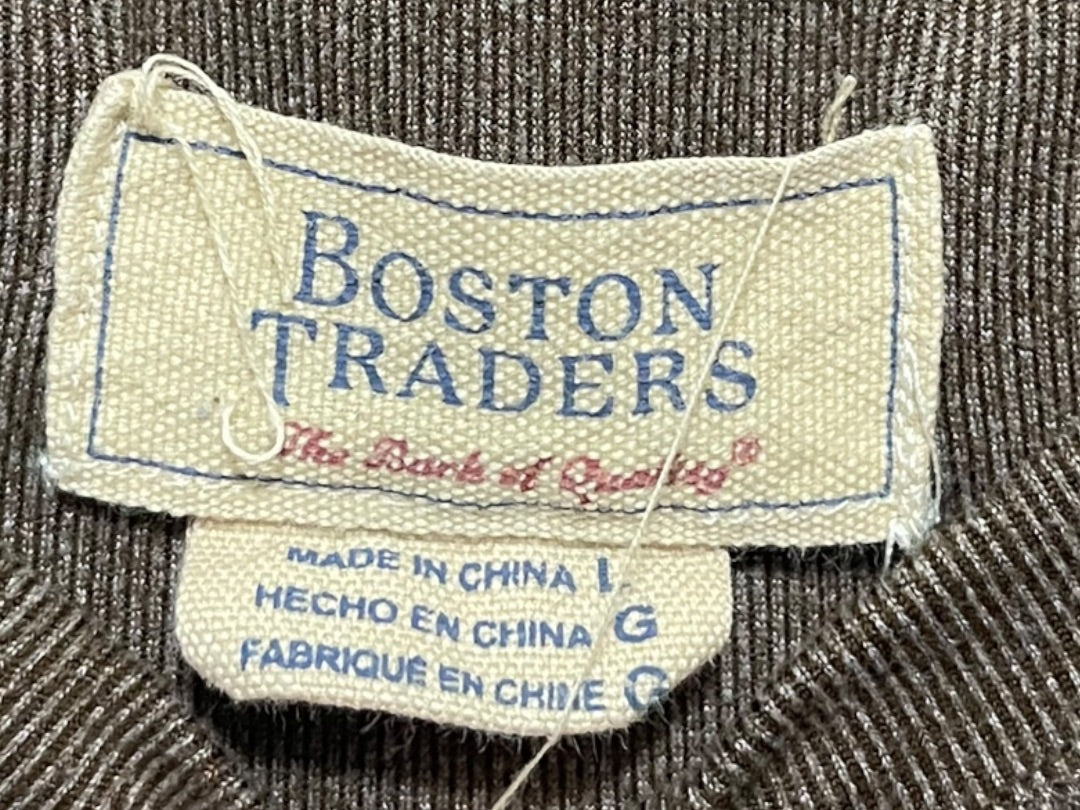 BOSTON
TRADERS
The Bark of Quality®
MADE IN CHINA L
HECHO EN CHINA G
FABRIQUÉ EN CHINE G